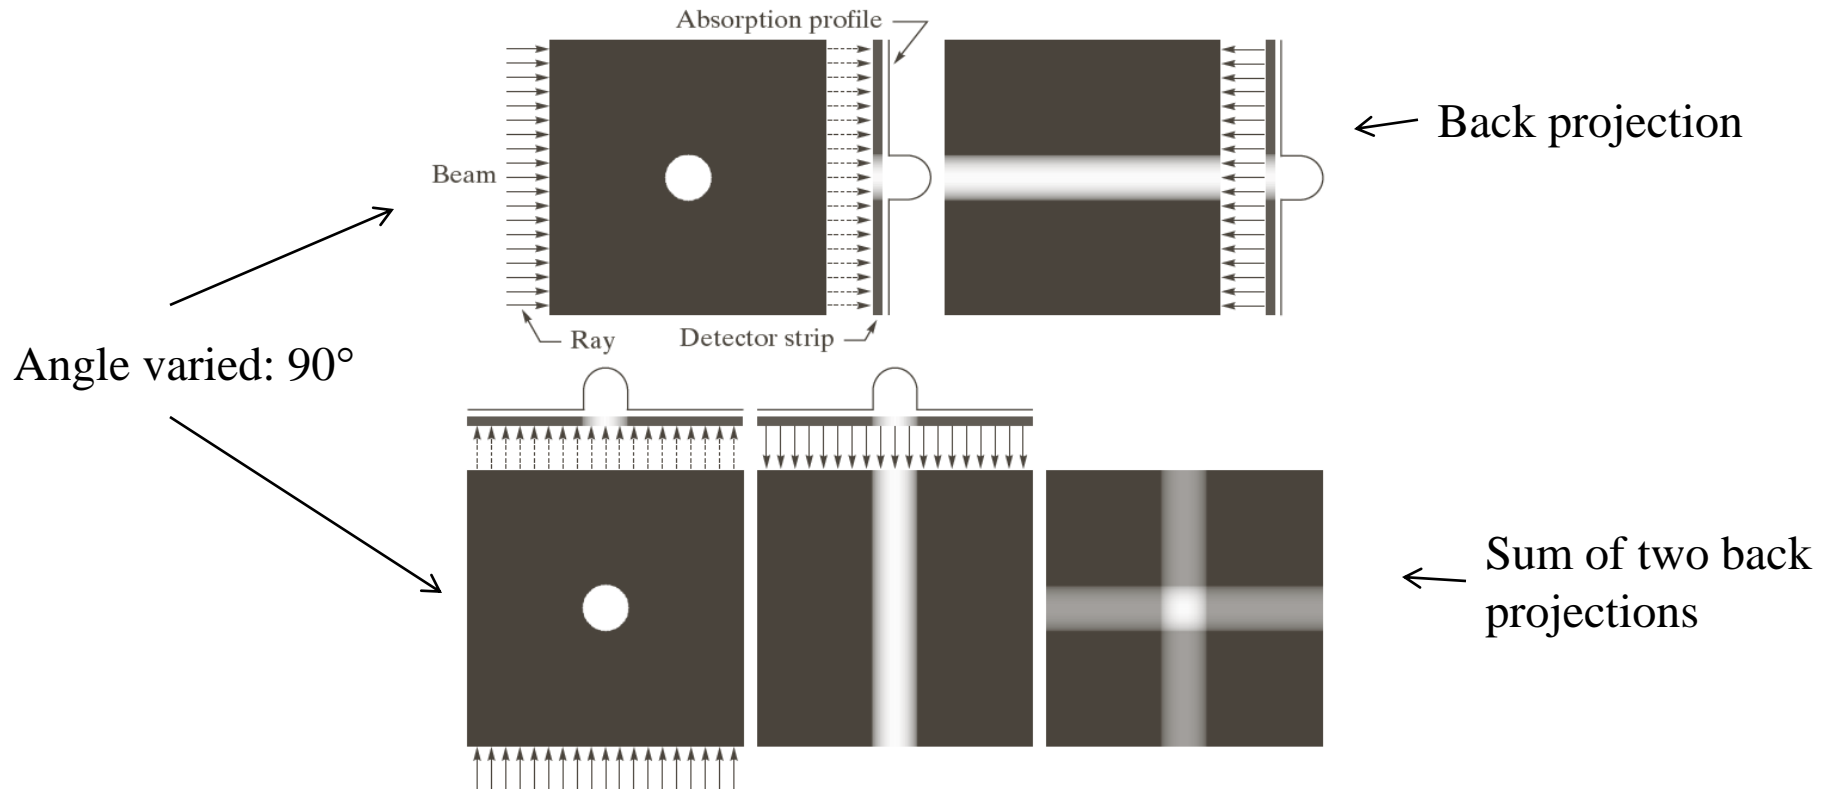 Absorption profile
Back projection
Beam
Ray
Detector strip
Angle varied: 90°
Sum of two back
projections